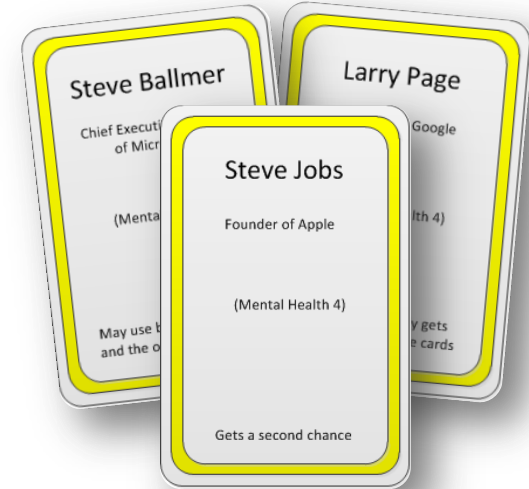 Steve Ballmer
Chief Executi
of Micr
(Menta
May use b
and the o
Larry Page
Google
lth 4)
y gets
e cards
Steve Jobs
Founder of Apple
(Mental Health 4)
Gets a second chance